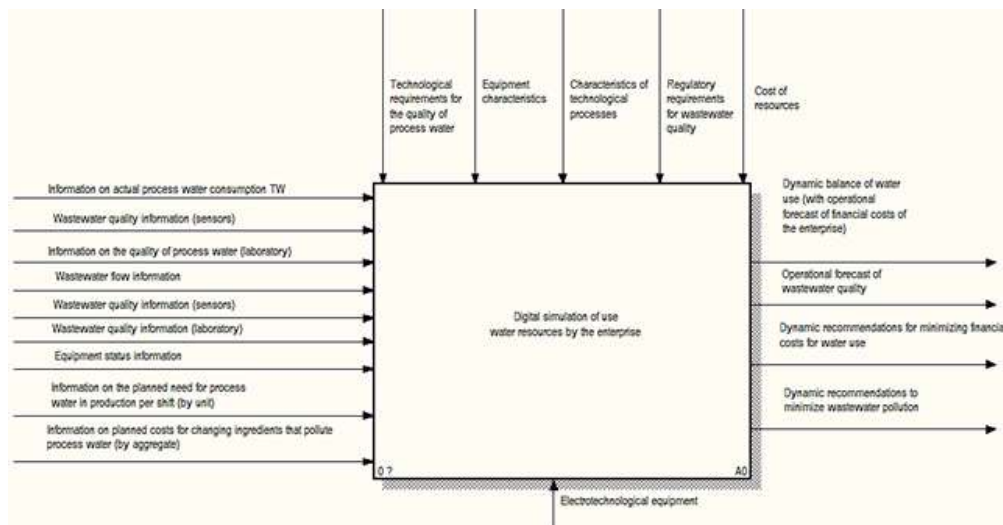 Technological
requirements for
the quality of
process water
Equipment
characteristics
Characteristics of
technological
processes
Regulatory
requirements
for wastewater
quality
Cost of
resources
Information on actual process water consumption TW
Wastewater quality information (sensors)
Information on the quality of process water (laboratory)
Wastewater flow information
Wastewater quality information (sensors)
Wastewater quality information (laboratory)
Equipment status information
Information on the planned need for process
water in production per shift (by unit)
Information on planned costs for changing ingredients that pollute
process water (by aggregate)
Digital simulation of use
water resources by the enterprise
0 ?
A0
Dynamic balance of water
use (with operational
forecast of financial costs of
the enterprise)
Operational forecast of
wastewater quality
Dynamic recommendations for minimizing financia
costs for water use
Dynamic recommendations to
minimize wastewater pollution
Electrotechnological equipment